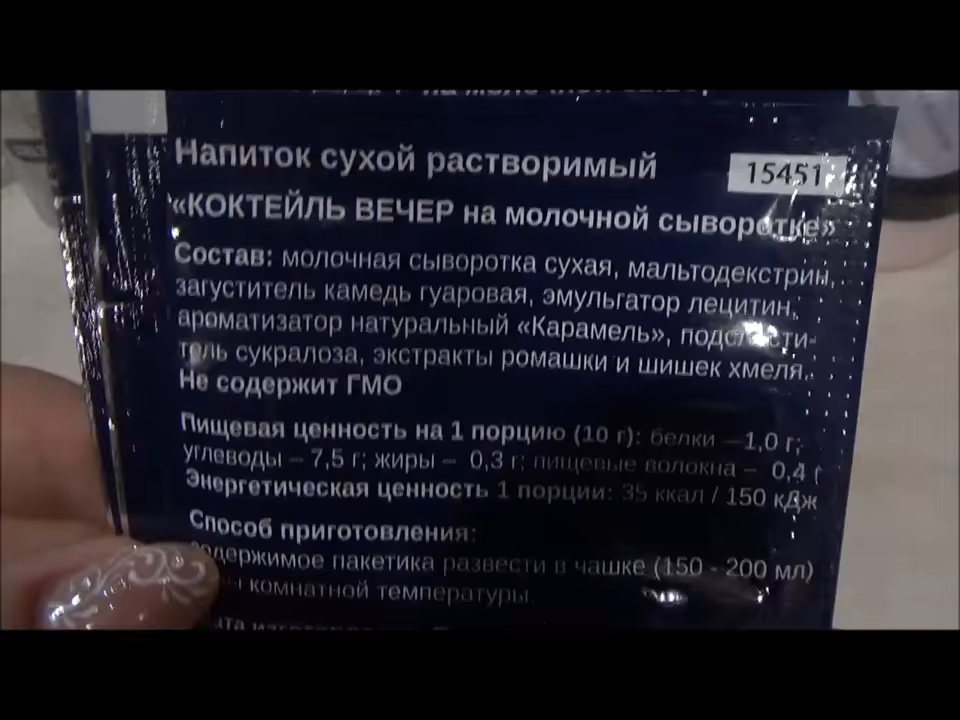 на молочной
Напиток сухой растворимый
15451
«КОКТЕЙЛЬ ВЕЧЕР на молочной сыворотке»
Состав: молочная сыворотка сухая, мальтодекстрин,
загуститель камедь гуаровая, эмульгатор лецитин,
ароматизатор натуральный «Карамель», подсласти-
тель сукралоза, экстракты ромашки и шишек хмеля.
Не содержит ГМО
Пищевая ценность на 1 порцию (10 г): белки – 1,0 г;
углеводы – 7,5 г; жиры – 0,3 г; пищевые волокна – 0,4 г
Энергетическая ценность 1 порции: 35 ккал / 150 кДж
Способ приготовления:
содержимое пакетика развести в чашке (150 - 200 мл)
комнатной температуры.